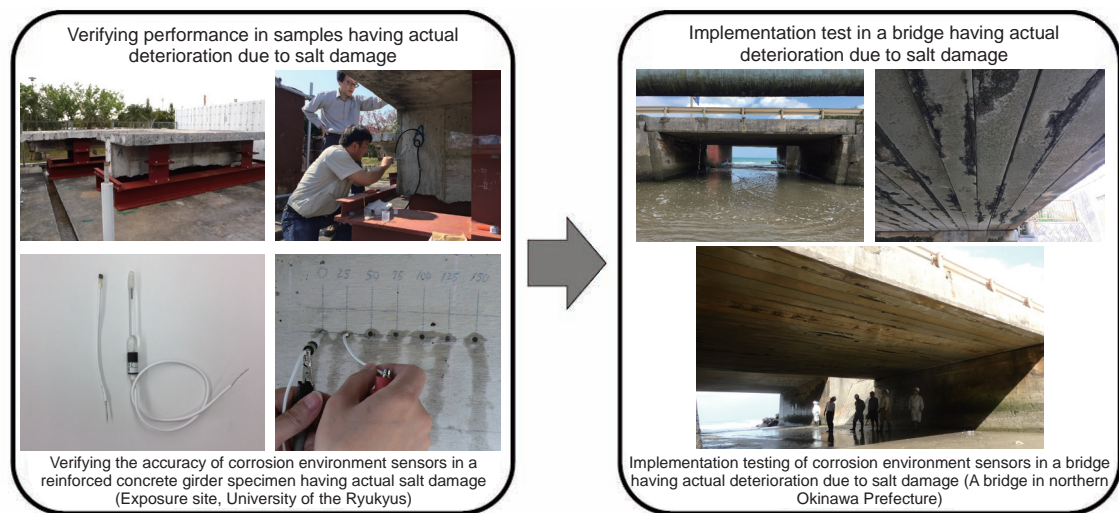 Verifying performance in samples having actual
deterioration due to salt damage
0 25 50 75 100 125 150
Verifying the accuracy of corrosion environment sensors in a
reinforced concrete girder specimen having actual salt damage
(Exposure site, University of the Ryukyus)
Implementation test in a bridge having actual
deterioration due to salt damage
Implementation testing of corrosion environment sensors in a bridge
having actual deterioration due to salt damage (A bridge in northern
Okinawa Prefecture)